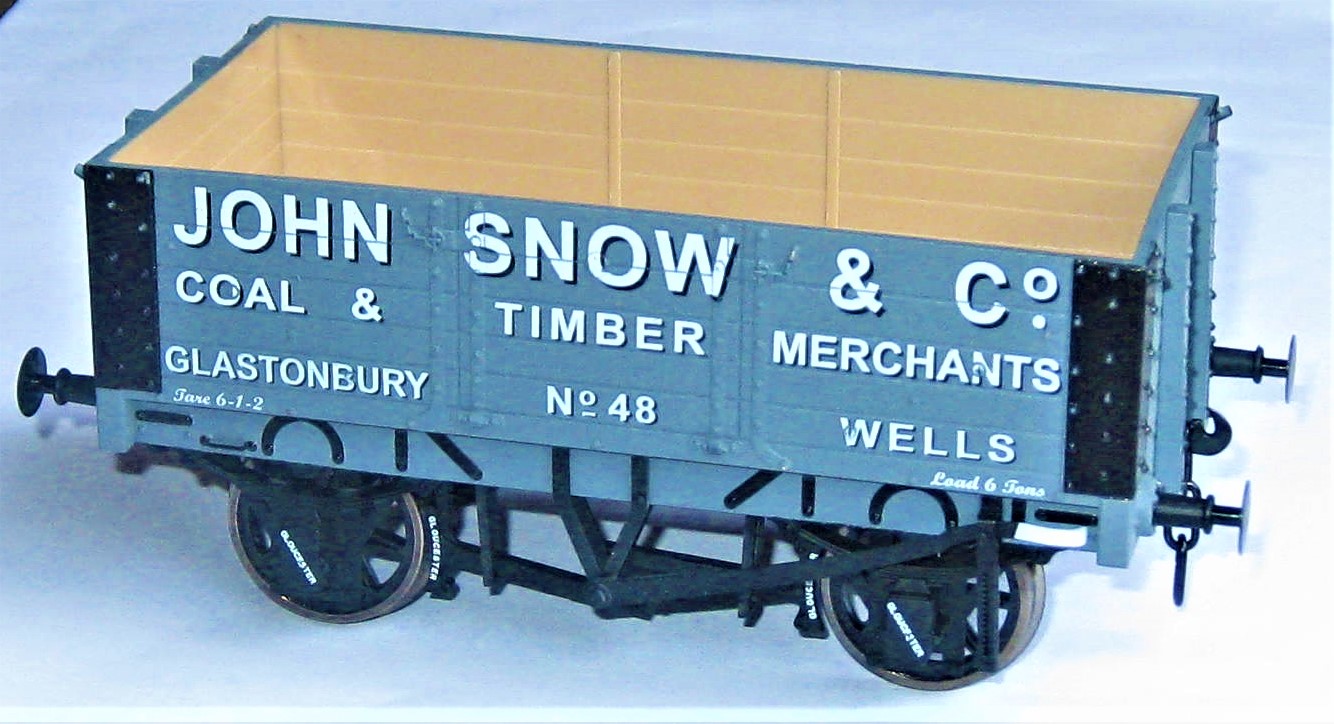 JOHN SNOW & Cº.
COAL & TIMBER MERCHANTS
GLASTONBURY Nº 48 WELLS
Tare 6-1-2
Load 6 Tons
GLOUCESTER
GLOUCESTER
GLOUCESTER